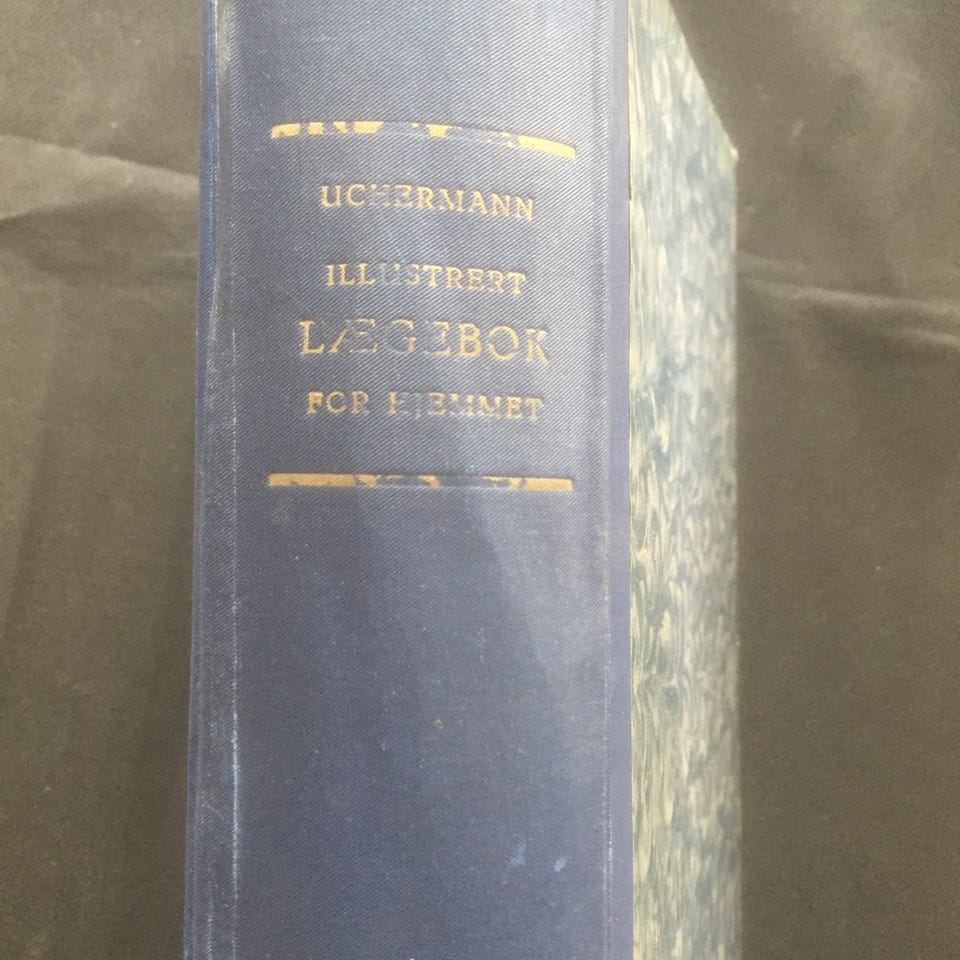 UCHERMANN
ILLUSTRERT
LÆGEBOK
FOR HJEMMET